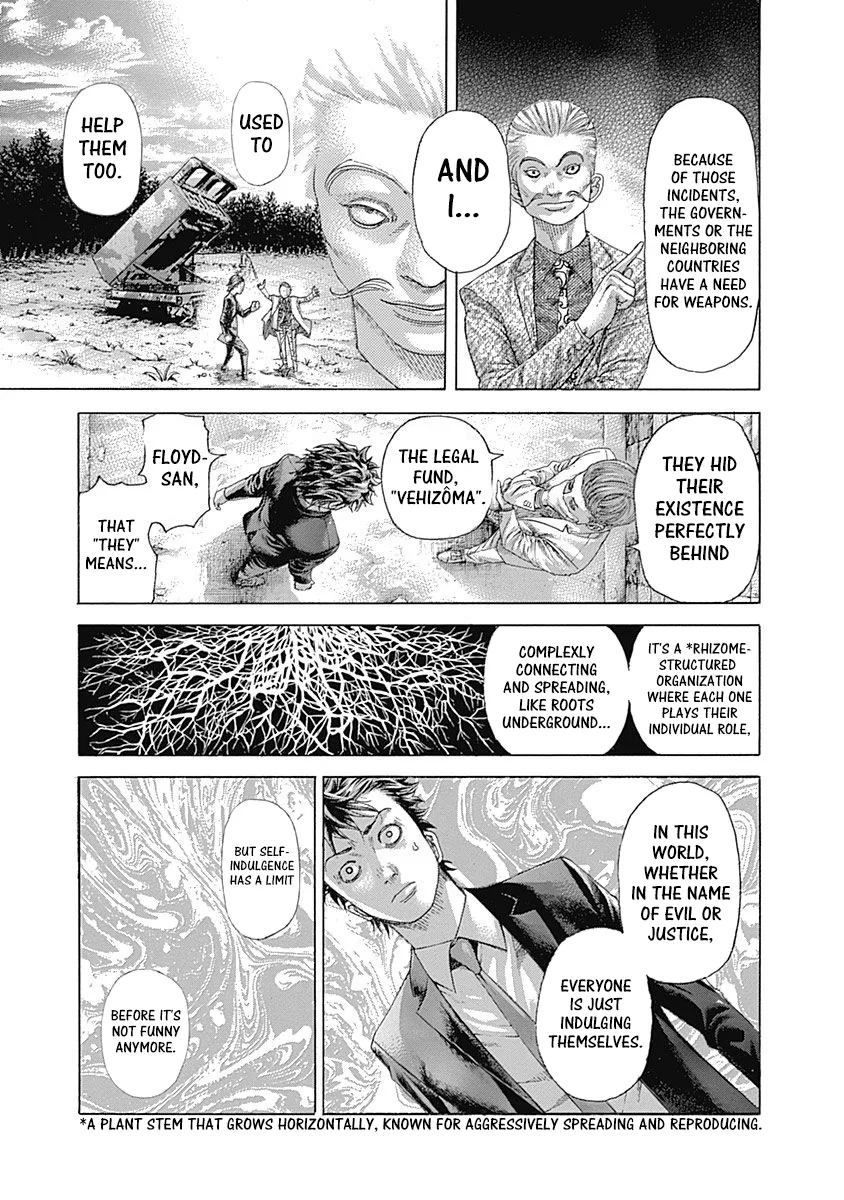 BECAUSE
OF THOSE
INCIDENTS,
THE GOVERN-
MENTS OR THE
NEIGHBORING
COUNTRIES
HAVE A NEED
FOR WEAPONS.
AND
I...
USED
TO
HELP
THEM
TOO.
THEY HID
THEIR
EXISTENCE
PERFECTLY
BEHIND
THE LEGAL
FUND,
"VEHIZÔMA".
FLOYD-
SAN,
THAT
"THEY"
MEANS...
IT'S A *RHIZOME-
STRUCTURED
ORGANIZATION
WHERE EACH ONE
PLAYS THEIR
INDIVIDUAL ROLE,
COMPLEXLY
CONNECTING
AND SPREADING,
LIKE ROOTS
UNDERGROUND...
IN THIS
WORLD,
WHETHER
IN THE NAME
OF EVIL OR
JUSTICE,
EVERYONE
IS JUST
INDULGING
THEMSELVES.
BUT SELF-
INDULGENCE
HAS A LIMIT
BEFORE IT'S
NOT FUNNY
ANYMORE.
*A PLANT STEM THAT GROWS HORIZONTALLY, KNOWN FOR AGGRESSIVELY SPREADING AND REPRODUCING.